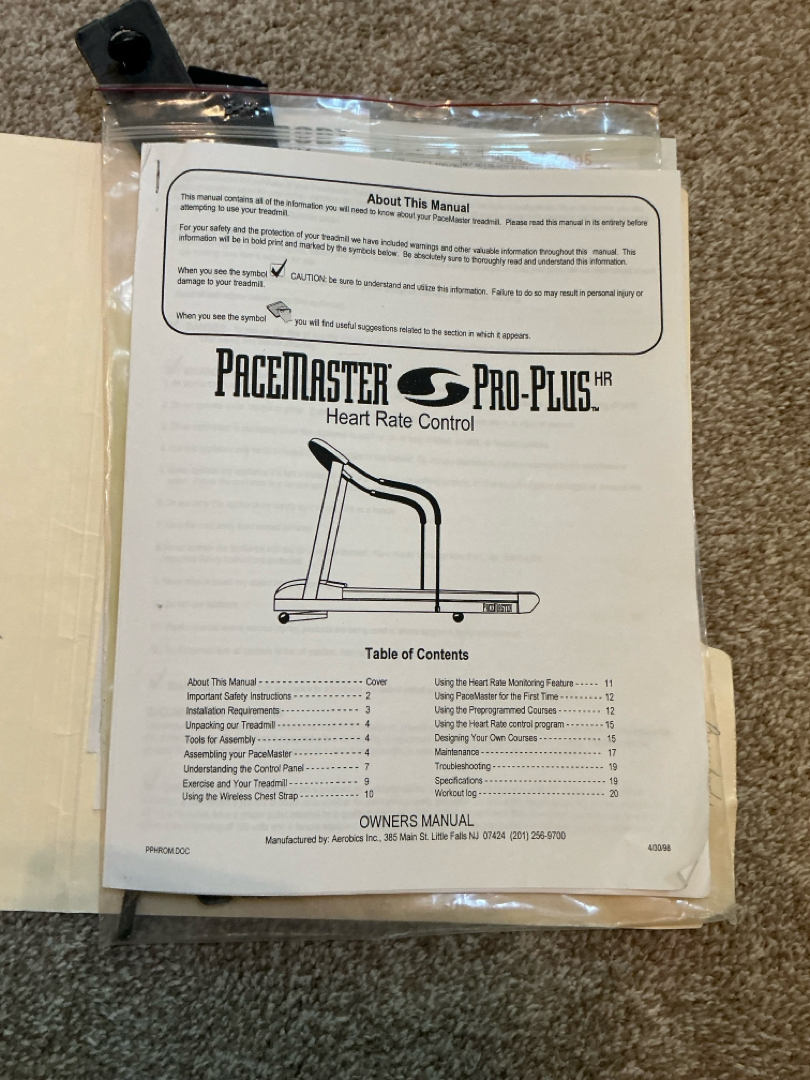 About This Manual
This manual contains all of the information you will need to know about your PaceMaster treadmill. Please read this manual in its entirety before
attempting to use your treadmill.
For your safety and the protection of your treadmill we have included warnings and other valuable information throughout this manual. This
information will be in bold print and marked by the symbols below. Be absolutely sure to thoroughly read and understand this information.
When you see the symbol CAUTION: be sure to understand and utilize this information. Failure to do so may result in personal injury or
damage to your treadmill.
When you see the symbol you will find useful suggestions related to the section in which it appears.
PACEMASTER PRO-PLUS HR ™
Heart Rate Control
PACEMASTER
Table of Contents
About This Manual - - - - - - - - - - - - - - - - - - Cover
Important Safety Instructions - - - - - - - - - - - - 2
Installation Requirements - - - - - - - - - - - - - - 3
Unpacking our Treadmill - - - - - - - - - - - - - - 4
Tools for Assembly - - - - - - - - - - - - - - - - - 4
Assembling your PaceMaster - - - - - - - - - - - 4
Understanding the Control Panel - - - - - - - - - 7
Exercise and Your Treadmill - - - - - - - - - - - - 9
Using the Wireless Chest Strap - - - - - - - - - - 10
Using the Heart Rate Monitoring Feature - - - - - 11
Using PaceMaster for the First Time - - - - - - - - 12
Using the Preprogrammed Courses - - - - - - - - 12
Using the Heart Rate control program - - - - - - - 15
Designing Your Own Courses - - - - - - - - - - - 15
Maintenance - - - - - - - - - - - - - - - - - - - - 17
Troubleshooting - - - - - - - - - - - - - - - - - - - 19
Specifications - - - - - - - - - - - - - - - - - - - - 19
Workout log - - - - - - - - - - - - - - - - - - - - - 20
OWNERS MANUAL
Manufactured by: Aerobics Inc., 385 Main St. Little Falls NJ 07424 (201) 256-9700
PPHROM.DOC
4/30/98